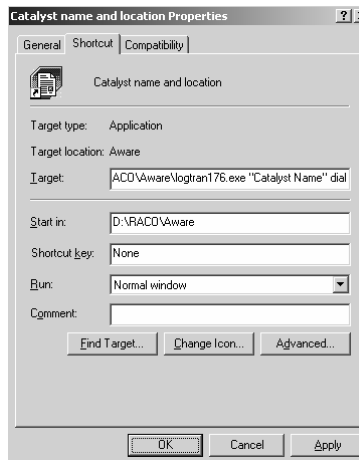 Catalyst name and location Properties
General Shortcut Compatibility
Catalyst name and location
Target type: Application
Target location: Aware
Target: ACO\Aware\logtran176.exe "Catalyst Name" dial
Start in: D:\RACO\Aware
Shortcut key: None
Run: Normal window
Comment:
Find Target... Change Icon... Advanced...
OK Cancel Apply